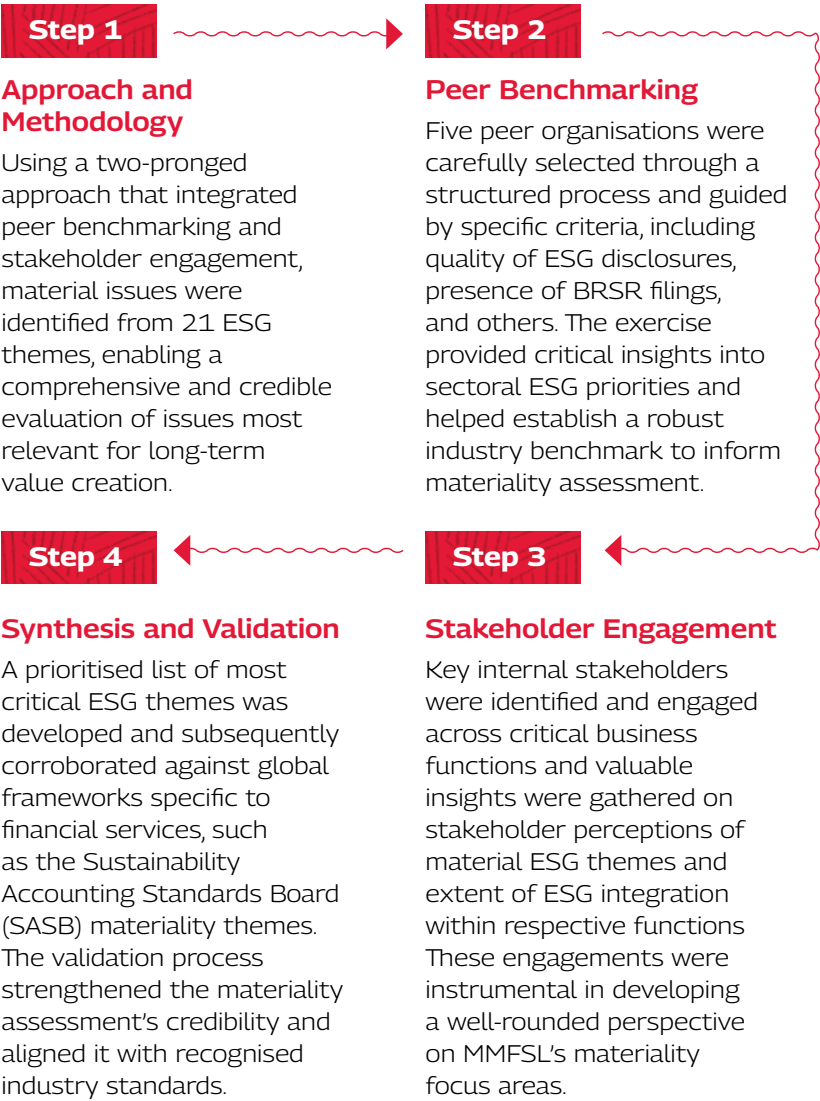 Step 1
Approach and
Methodology
Using a two-pronged
approach that integrated
peer benchmarking and
stakeholder engagement,
material issues were
identified from 21 ESG
themes, enabling a
comprehensive and credible
evaluation of issues most
relevant for long-term
value creation.
Step 2
Peer Benchmarking
Five peer organisations were
carefully selected through a
structured process and guided
by specific criteria, including
quality of ESG disclosures,
presence of BRSR filings,
and others. The exercise
provided critical insights into
sectoral ESG priorities and
helped establish a robust
industry benchmark to inform
materiality assessment.
Step 3
Stakeholder Engagement
Key internal stakeholders
were identified and engaged
across critical business
functions and valuable
insights were gathered on
stakeholder perceptions of
material ESG themes and
extent of ESG integration
within respective functions
These engagements were
instrumental in developing
a well-rounded perspective
on MMFSL's materiality
focus areas.
Step 4
Synthesis and Validation
A prioritised list of most
critical ESG themes was
developed and subsequently
corroborated against global
frameworks specific to
financial services, such
as the Sustainability
Accounting Standards Board
(SASB) materiality themes.
The validation process
strengthened the materiality
assessment's credibility and
aligned it with recognised
industry standards.